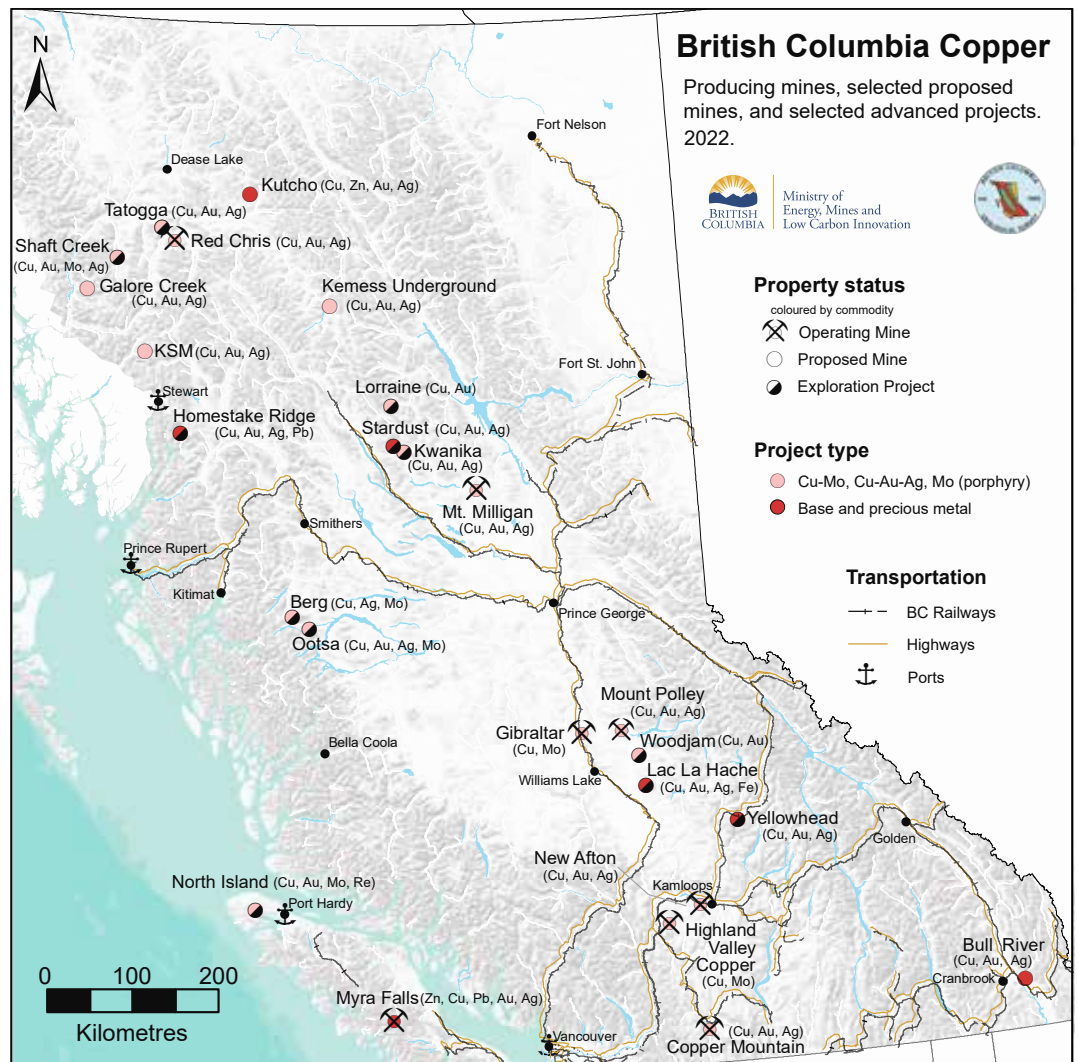 N
British Columbia Copper
Producing mines, selected proposed
mines, and selected advanced projects.
2022.
BRITISH
COLUMBIA
Ministry of
Energy, Mines and
Low Carbon Innovation
Fort Nelson
Dease Lake
Kutcho (Cu, Zn, Au, Ag)
Tatogga (Cu, Au, Ag)
Red Chris (Cu, Au, Ag)
Shaft Creek
(Cu, Au, Mo, Ag)
Galore Creek
(Cu, Au, Ag)
Kemess Underground
(Cu, Au, Ag)
KSM (Cu, Au, Ag)
Stewart
Homestake Ridge
(Cu, Au, Ag, Pb)
Fort St. John
Lorraine (Cu, Au)
Stardust (Cu, Au, Ag)
Kwanika
(Cu, Au, Ag)
Mt. Milligan
(Cu, Au, Ag)
Property status
coloured by commodity
Operating Mine
Proposed Mine
Exploration Project
Project type
Cu-Mo, Cu-Au-Ag, Mo (porphyry)
Base and precious metal
Transportation
BC Railways
Highways
Ports
Smithers
Prince Rupert
Kitimat
Prince George
Berg (Cu, Ag, Mo)
Ootsa (Cu, Au, Ag, Mo)
Mount Polley
(Cu, Au, Ag)
Gibraltar
(Cu, Mo)
Woodjam (Cu, Au)
Bella Coola
Williams Lake
Lac La Hache
(Cu, Au, Ag, Fe)
Yellowhead
(Cu, Au, Ag)
Golden
New Afton
(Cu, Au, Ag)
Kamloops
North Island (Cu, Au, Mo, Re)
Port Hardy
Highland
Valley
Copper
(Cu, Mo)
Bull River
(Cu, Au, Ag)
Cranbrook
0 100 200
Kilometres
Myra Falls (Zn, Cu, Pb, Au, Ag)
Vancouver
(Cu, Au, Ag)
Copper Mountain